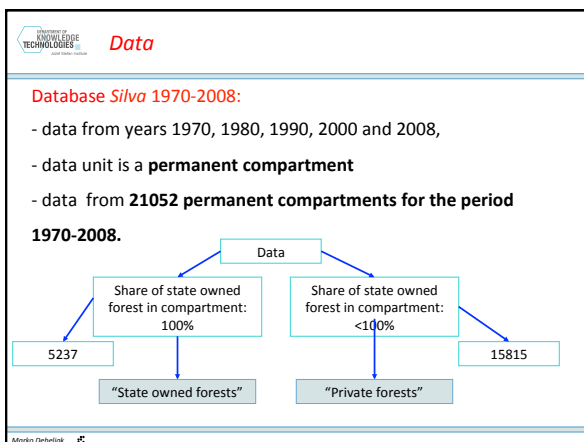 DEPARTMENT OF
KNOWLEDGE
TECHNOLOGIES
Jožef Stefan Institute
Data
Database Silva 1970-2008:
- data from years 1970, 1980, 1990, 2000 and 2008,
- data unit is a permanent compartment
- data from 21052 permanent compartments for the period
1970-2008.
Data
Share of state owned
forest in compartment:
100%
Share of state owned
forest in compartment:
<100%
5237
15815
“State owned forests”
“Private forests”
Marko Debeljak